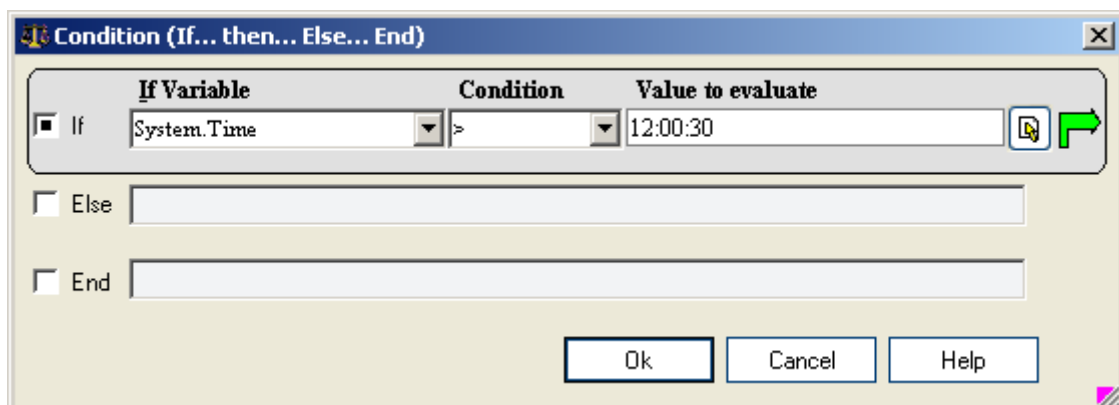 Condition (If... then... Else... End)
If Variable Condition Value to evaluate
If System.Time > 12:00:30
Else
End
Ok Cancel Help